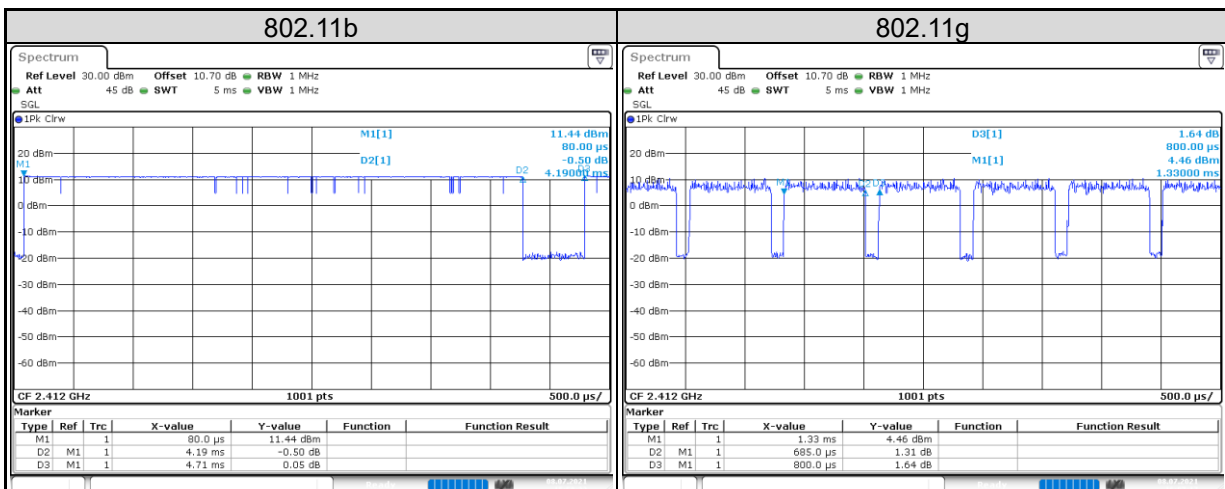 802.11b
Spectrum
Ref Level 30.00 dBm Offset 10.70 dB RBW 1 MHz
Att 45 dB SWT 5 ms VBW 1 MHz
SGL
1Pk Clrw
M1[1] 11.44 dBm
80.00 µs
D2[1] -0.50 dB
4.19000 ms
M1
D2
D3
20 dBm
10 dBm
0 dBm
-10 dBm
-20 dBm
-30 dBm
-40 dBm
-50 dBm
-60 dBm
CF 2.412 GHz 1001 pts 500.0 µs/
Marker
Type Ref Trc X-value Y-value Function Function Result
M1 1 80.0 µs 11.44 dBm
D2 M1 1 4.19 ms -0.50 dB
D3 M1 1 4.71 ms 0.05 dB
Ready 08.07.2021
802.11g
Spectrum
Ref Level 30.00 dBm Offset 10.70 dB RBW 1 MHz
Att 45 dB SWT 5 ms VBW 1 MHz
SGL
1Pk Clrw
D3[1] 1.64 dB
800.00 µs
M1[1] 4.46 dBm
1.33000 ms
20 dBm
10 dBm
0 dBm
-10 dBm
-20 dBm
-30 dBm
-40 dBm
-50 dBm
-60 dBm
CF 2.412 GHz 1001 pts 500.0 µs/
Marker
Type Ref Trc X-value Y-value Function Function Result
M1 1 1.33 ms 4.46 dBm
D2 M1 1 685.0 µs 1.31 dB
D3 M1 1 800.0 µs 1.64 dB
Ready